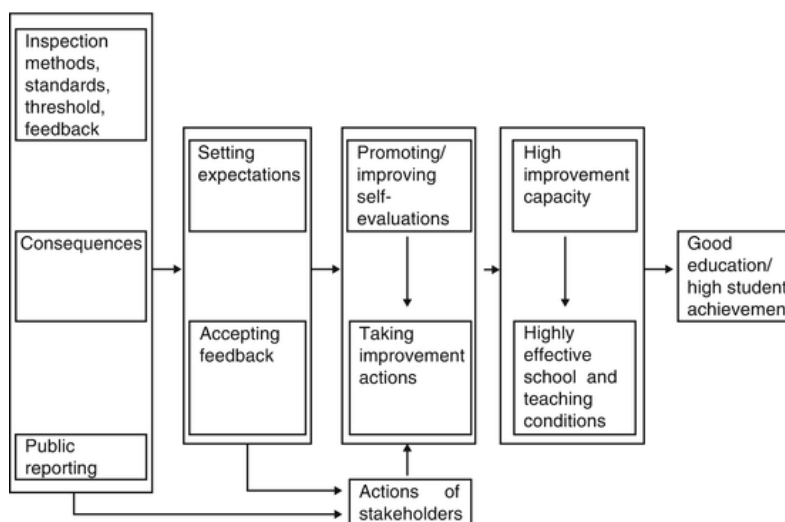 Inspection
methods,
standards,
threshold,
feedback
Consequences
Public
reporting
Setting
expectations
Accepting
feedback
Promoting/
improving
self-
evaluations
Taking
improvement
actions
Actions of
stakeholders
High
improvement
capacity
Highly
effective
school and
teaching
conditions
Good
education/
high student
achievement